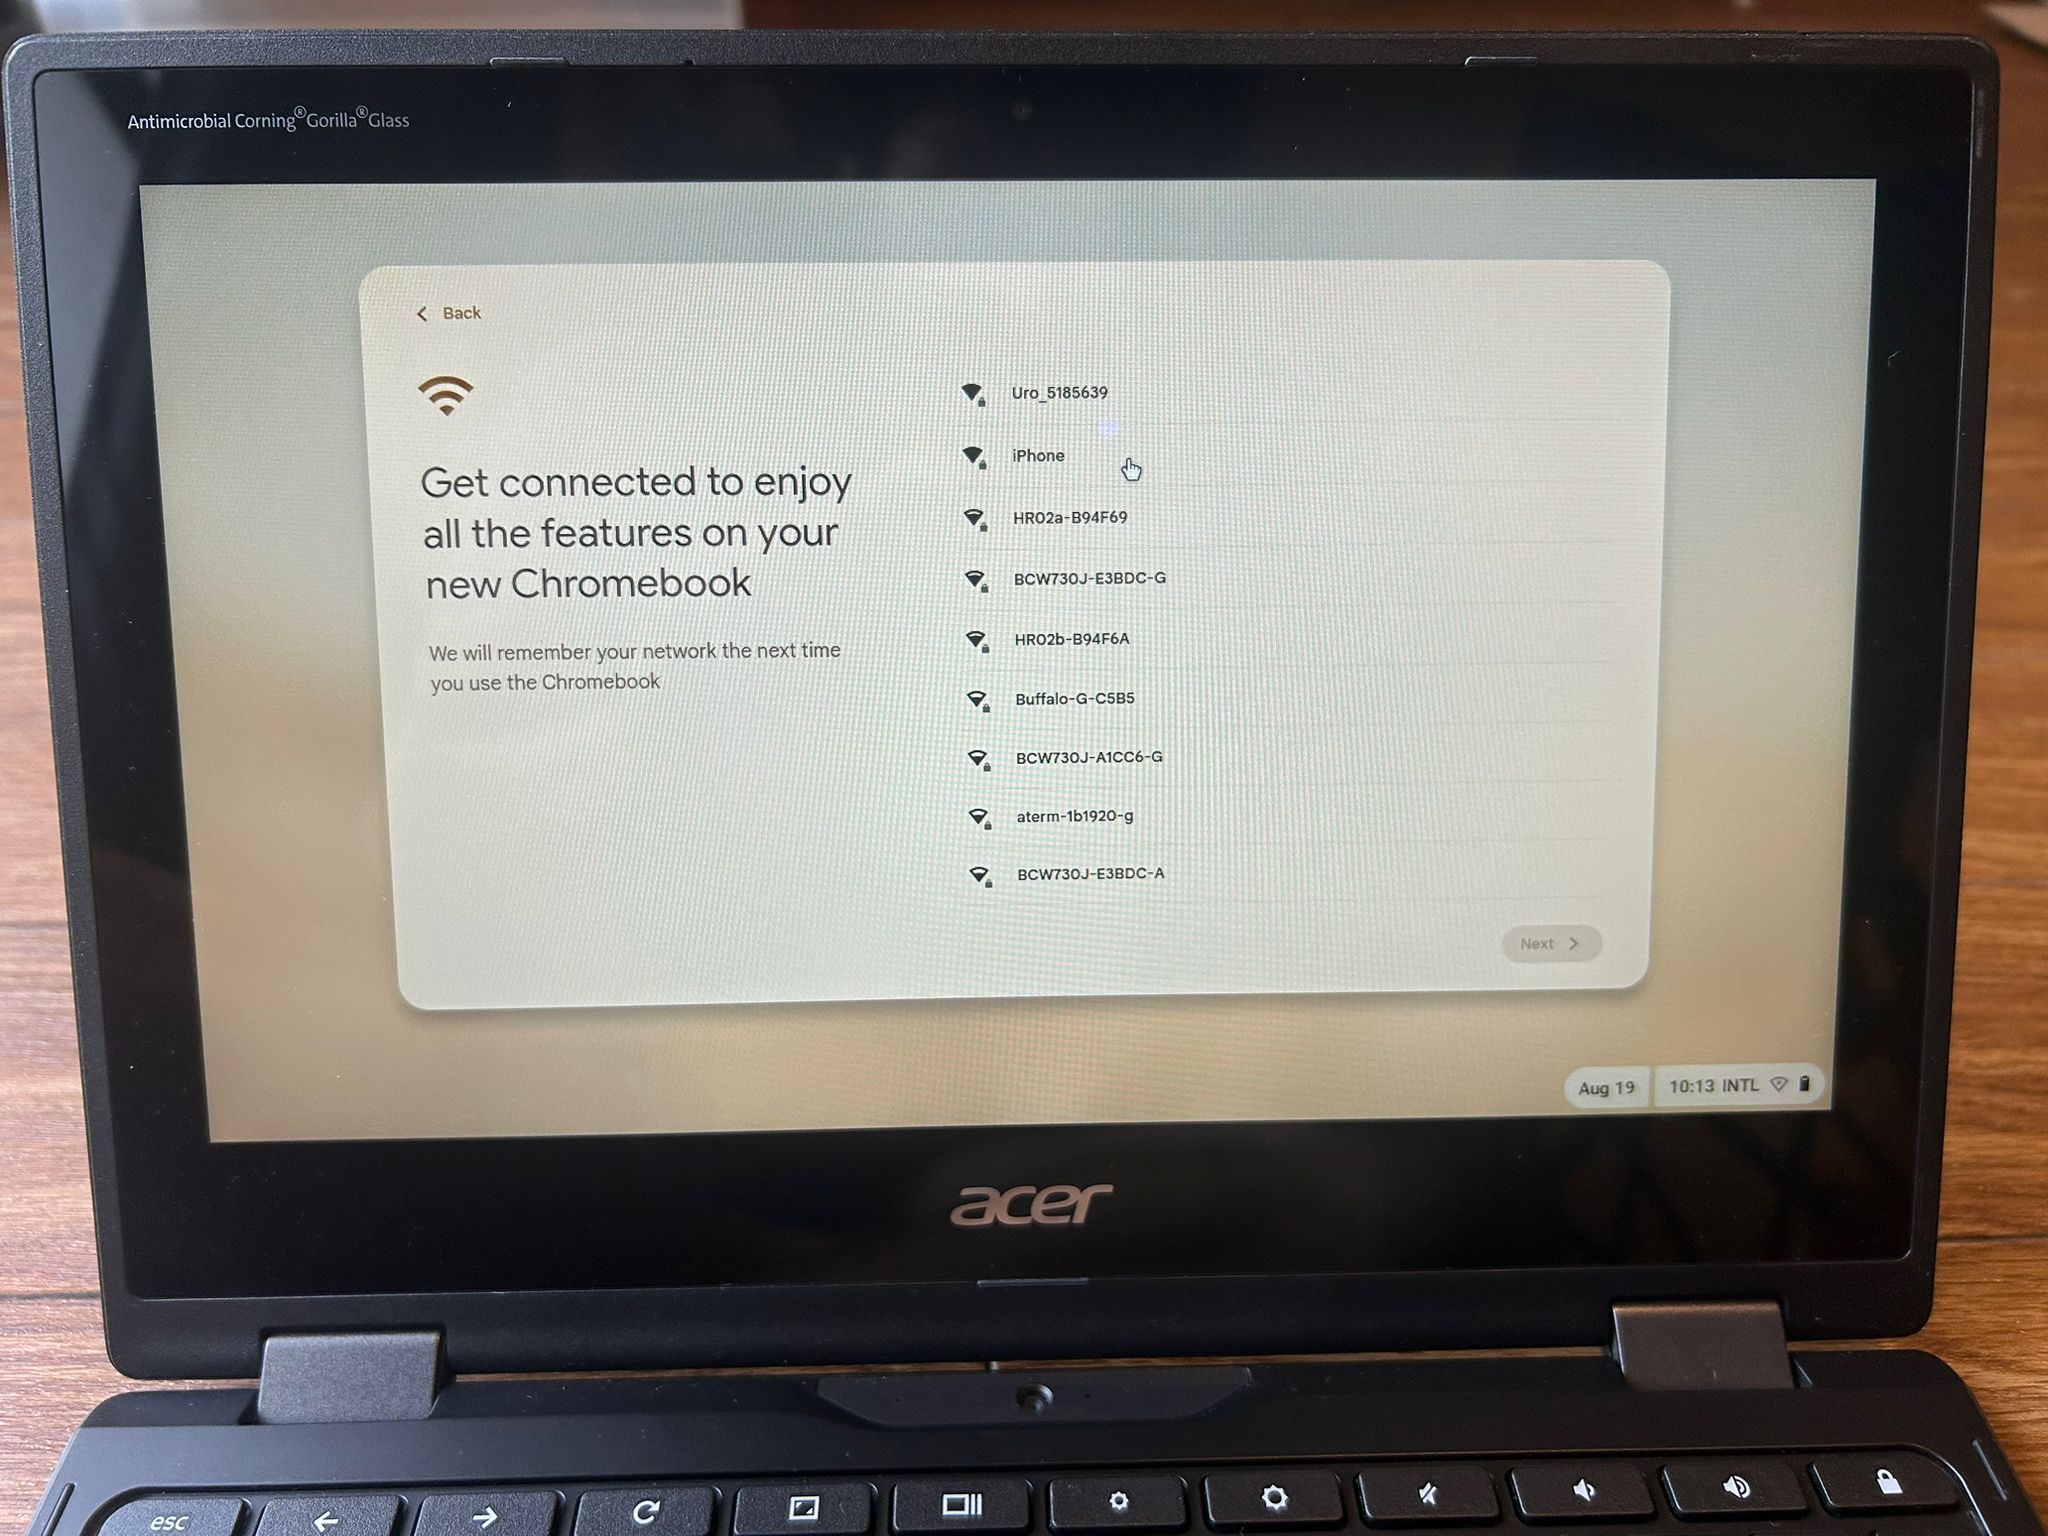 Antimicrobial Corning®Gorilla®Glass
Back
Get connected to enjoy
all the features on your
new Chromebook
We will remember your network the next time
you use the Chromebook
Uro_5185639
iPhone
HR02a-B94F69
BCW730J-E3BDC-G
HR02b-B94F6A
Buffalo-G-C5B5
BCW730J-A1CC6-G
aterm-1b1920-g
BCW730J-E3BDC-A
Next
Aug 19
10:13 INTL
acer
esc